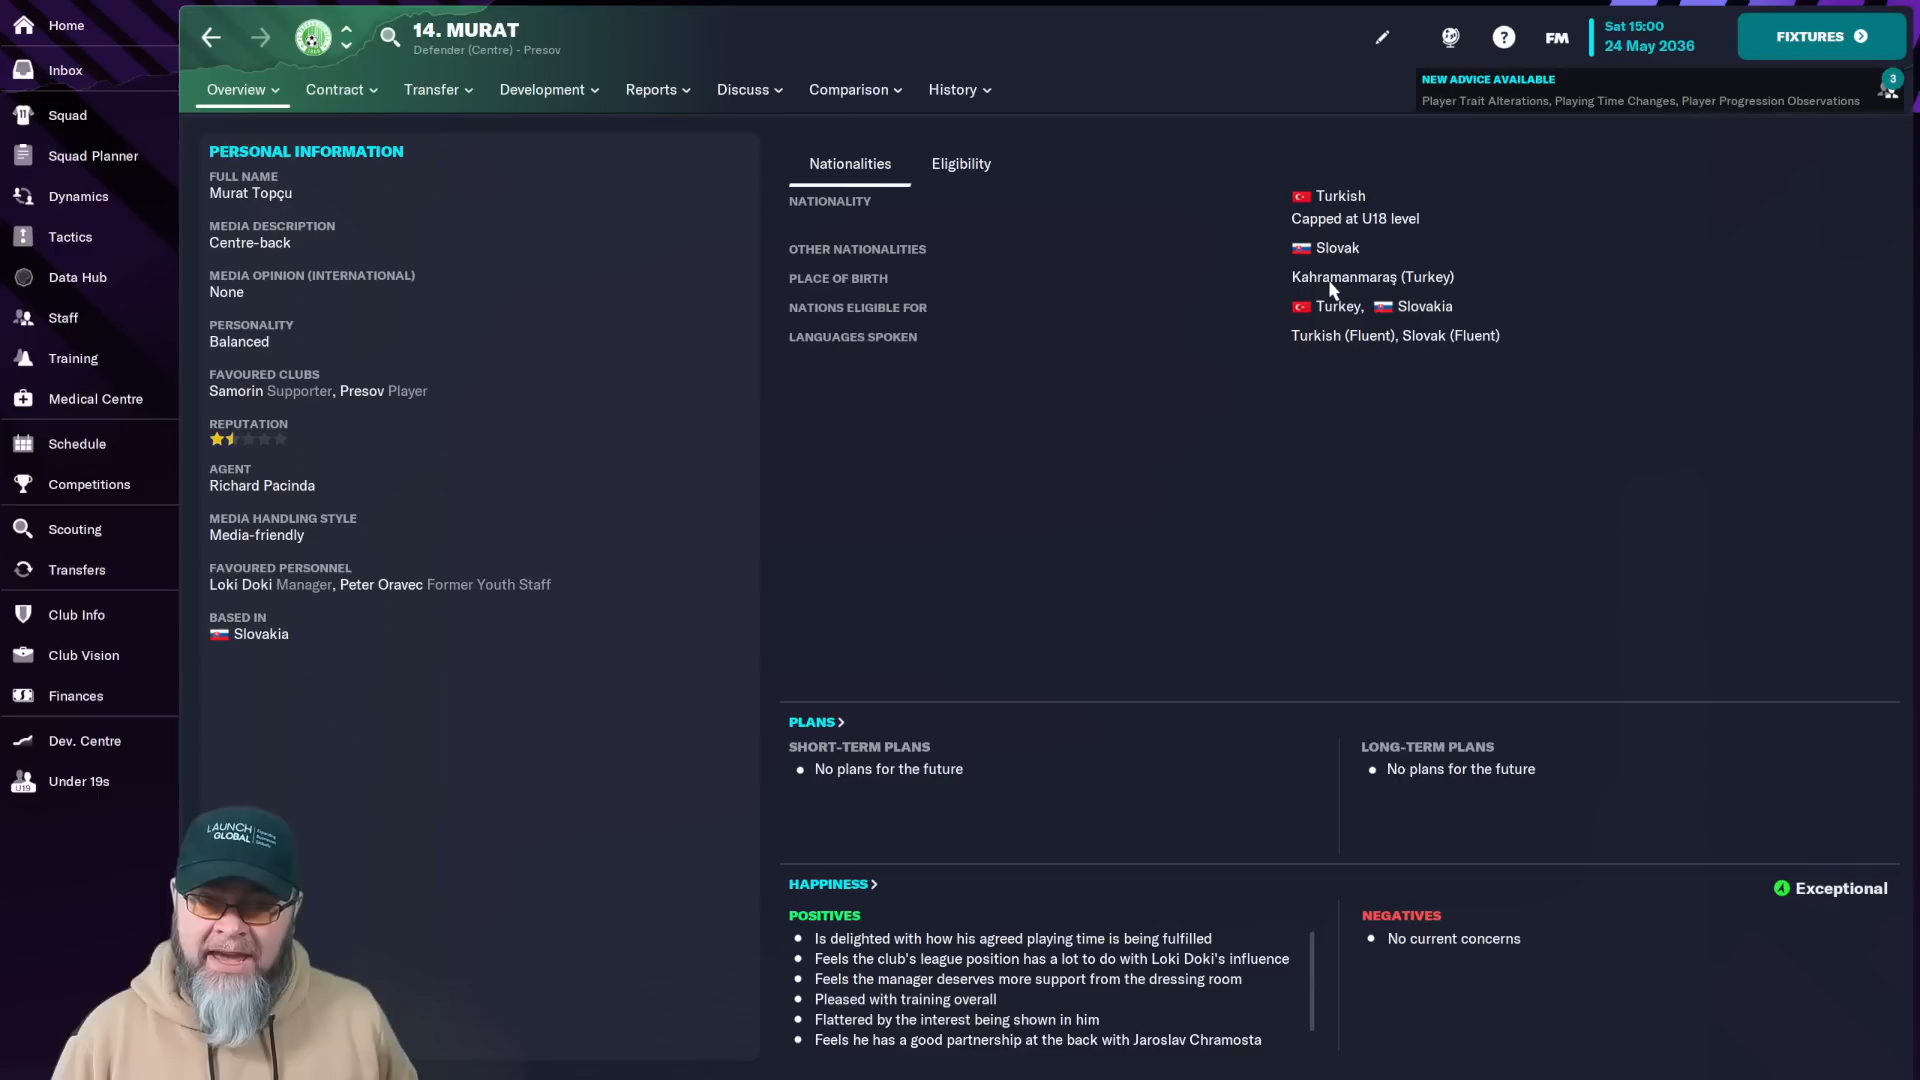 Home
Inbox
Squad
Squad Planner
Dynamics
Tactics
Data Hub
Staff
Training
Medical Centre
Schedule
Competitions
Scouting
Transfers
Club Info
Club Vision
Finances
Dev. Centre
Under 19s
U19
14. MURAT
Defender (Centre) - Presov
FM
Sat 15:00
24 May 2036
FIXTURES
Overview
Contract
Transfer
Development
Reports
Discuss
Comparison
History
NEW ADVICE AVAILABLE
Player Trait Alterations, Playing Time Changes, Player Progression Observations
3
PERSONAL INFORMATION
FULL NAME
Murat Topçu
MEDIA DESCRIPTION
Centre-back
MEDIA OPINION (INTERNATIONAL)
None
PERSONALITY
Balanced
FAVOURED CLUBS
Samorin Supporter, Presov Player
REPUTATION
AGENT
Richard Pacinda
MEDIA HANDLING STYLE
Media-friendly
FAVOURED PERSONNEL
Loki Doki Manager, Peter Oravec Former Youth Staff
BASED IN
Slovakia
Nationalities
Eligibility
NATIONALITY
Turkish
Capped at U18 level
OTHER NATIONALITIES
Slovak
PLACE OF BIRTH
Kahramanmaraş (Turkey)
NATIONS ELIGIBLE FOR
Turkey, Slovakia
LANGUAGES SPOKEN
Turkish (Fluent), Slovak (Fluent)
PLANS
SHORT-TERM PLANS
No plans for the future
LONG-TERM PLANS
No plans for the future
HAPPINESS
Exceptional
POSITIVES
Is delighted with how his agreed playing time is being fulfilled
Feels the club's league position has a lot to do with Loki Doki's influence
Feels the manager deserves more support from the dressing room
Pleased with training overall
Flattered by the interest being shown in him
Feels he has a good partnership at the back with Jaroslav Chramosta
NEGATIVES
No current concerns
LAUNCH
GLOBAL